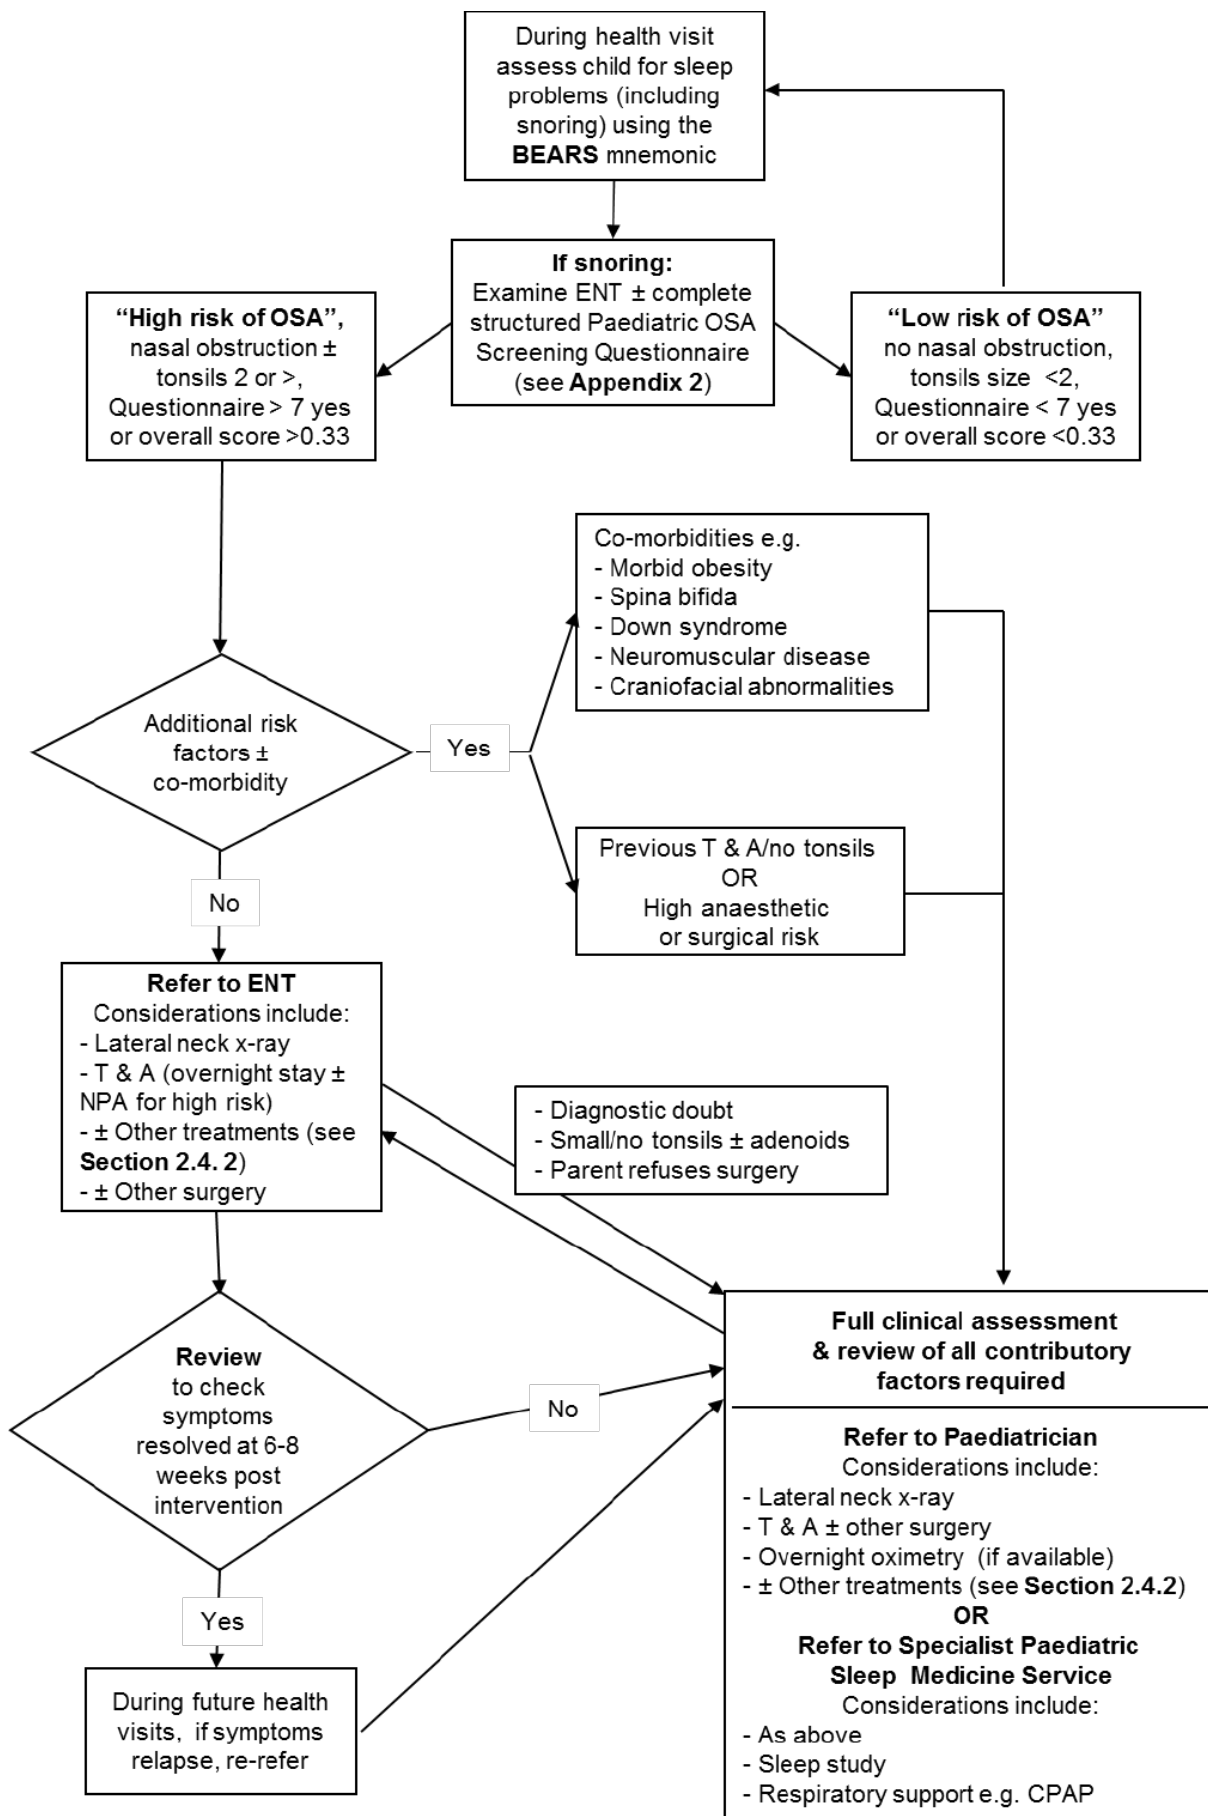 During health visit
assess child for sleep
problems (including
snoring) using the
BEARS mnemonic
If snoring:
Examine ENT ± complete
structured Paediatric OSA
Screening Questionnaire
(see Appendix 2)
“High risk of OSA”,
nasal obstruction ±
tonsils 2 or >,
Questionnaire > 7 yes
or overall score >0.33
“Low risk of OSA”
no nasal obstruction,
tonsils size <2,
Questionnaire < 7 yes
or overall score <0.33
Additional risk
factors ±
co-morbidity
Yes
Co-morbidities e.g.
- Morbid obesity
- Spina bifida
- Down syndrome
- Neuromuscular disease
- Craniofacial abnormalities
Previous T & A/no tonsils
OR
High anaesthetic
or surgical risk
No
Refer to ENT
Considerations include:
- Lateral neck x-ray
- T & A (overnight stay ±
NPA for high risk)
- ± Other treatments (see
Section 2.4. 2)
- ± Other surgery
- Diagnostic doubt
- Small/no tonsils ± adenoids
- Parent refuses surgery
Review
to check
symptoms
resolved at 6-8
weeks post
intervention
No
Yes
During future health
visits, if symptoms
relapse, re-refer
Full clinical assessment
& review of all contributory
factors required
Refer to Paediatrician
Considerations include:
- Lateral neck x-ray
- T & A ± other surgery
- Overnight oximetry (if available)
- ± Other treatments (see Section 2.4.2)
OR
Refer to Specialist Paediatric
Sleep Medicine Service
Considerations include:
- As above
- Sleep study
- Respiratory support e.g. CPAP